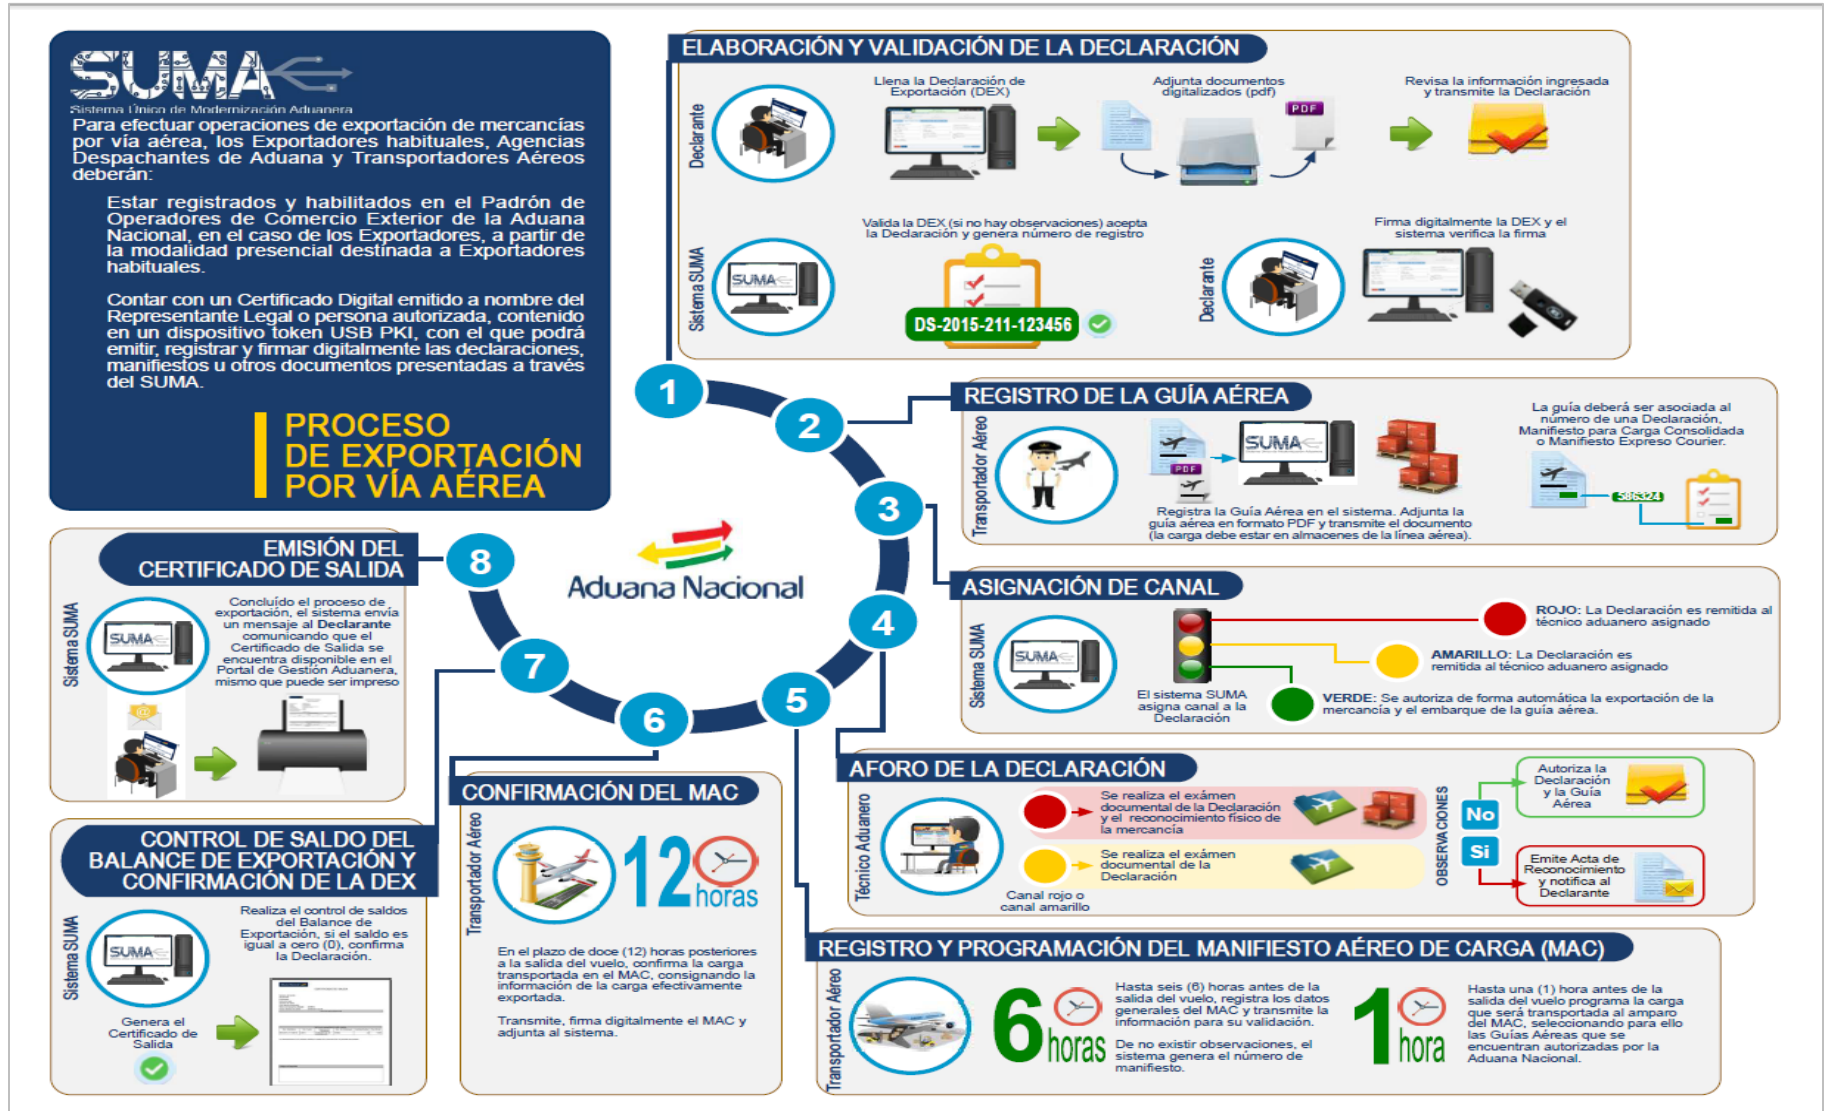 SUMA
Sistema Único de Modernización Aduanera
Para efectuar operaciones de exportación de mercancías
por vía aérea, los Exportadores habituales, Agencias
Despachantes de Aduana y Transportadores Aéreos
deberán:
Estar registrados y habilitados en el Padrón de
Operadores de Comercio Exterior de la Aduana
Nacional, en el caso de los Exportadores, a partir de
la modalidad presencial destinada a Exportadores
habituales.
Contar con un Certificado Digital emitido a nombre del
Representante Legal o persona autorizada, contenido
en un dispositivo token USB PKI, con el que podrá
emitir, registrar y firmar digitalmente las declaraciones,
manifiestos u otros documentos presentadas a través
del SUMA.
PROCESO
DE EXPORTACIÓN
POR VÍA AÉREA
Aduana Nacional
1
ELABORACIÓN Y VALIDACIÓN DE LA DECLARACIÓN
Declarante
Llena la Declaración de
Exportación (DEX)
Adjunta documentos
digitalizados (pdf)
PDF
Revisa la información ingresada
y transmite la Declaración
Sistema SUMA
SUMA
Valida la DEX (si no hay observaciones) acepta
la Declaración y genera número de registro
DS-2015-211-123456
Declarante
Firma digitalmente la DEX y el
sistema verifica la firma
2
REGISTRO DE LA GUÍA AÉREA
Transportador Aéreo
PDF
SUMA
Registra la Guía Aérea en el sistema. Adjunta la
guía aérea en formato PDF y transmite el documento
(la carga debe estar en almacenes de la línea aérea).
La guía deberá ser asociada al
número de una Declaración,
Manifiesto para Carga Consolidada
o Manifiesto Expreso Courier.
586324
3
ASIGNACIÓN DE CANAL
Sistema SUMA
SUMA
El sistema SUMA
asigna canal a la
Declaración
ROJO: La Declaración es remitida al
técnico aduanero asignado
AMARILLO: La Declaración es
remitida al técnico aduanero asignado
VERDE: Se autoriza de forma automática la exportación de la
mercancía y el embarque de la guía aérea.
4
AFORO DE LA DECLARACIÓN
Técnico Aduanero
Canal rojo o
canal amarillo
Se realiza el exámen
documental de la Declaración
y el reconocimiento físico de
la mercancía
Se realiza el exámen
documental de la
Declaración
OBSERVACIONES
No
Autoriza la
Declaración
y la Guía
Aérea
Si
Emite Acta de
Reconocimiento
y notifica al
Declarante
5
REGISTRO Y PROGRAMACIÓN DEL MANIFIESTO AÉREO DE CARGA (MAC)
Transportador Aéreo
6 horas
Hasta seis (6) horas antes de la
salida del vuelo, registra los datos
generales del MAC y transmite la
información para su validación.
De no existir observaciones, el
sistema genera el número de
manifiesto.
1 hora
Hasta una (1) hora antes de la
salida del vuelo programa la carga
que será transportada al amparo
del MAC, seleccionando para ello
las Guías Aéreas que se
encuentran autorizadas por la
Aduana Nacional.
6
CONFIRMACIÓN DEL MAC
Transportador Aéreo
12 horas
En el plazo de doce (12) horas posteriores
a la salida del vuelo, confirma la carga
transportada en el MAC, consignando la
información de la carga efectivamente
exportada.
Transmite, firma digitalmente el MAC y
adjunta al sistema.
7
CONTROL DE SALDO DEL
BALANCE DE EXPORTACIÓN Y
CONFIRMACIÓN DE LA DEX
Sistema SUMA
SUMA
Realiza el control de saldos
del Balance de
Exportación, si el saldo es
igual a cero (0), confirma
la Declaración.
Genera el
Certificado de
Salida
8
EMISIÓN DEL
CERTIFICADO DE SALIDA
Sistema SUMA
SUMA
Concluído el proceso de
exportación, el sistema envía
un mensaje al Declarante
comunicando que el
Certificado de Salida se
encuentra disponible en el
Portal de Gestión Aduanera,
mismo que puede ser impreso